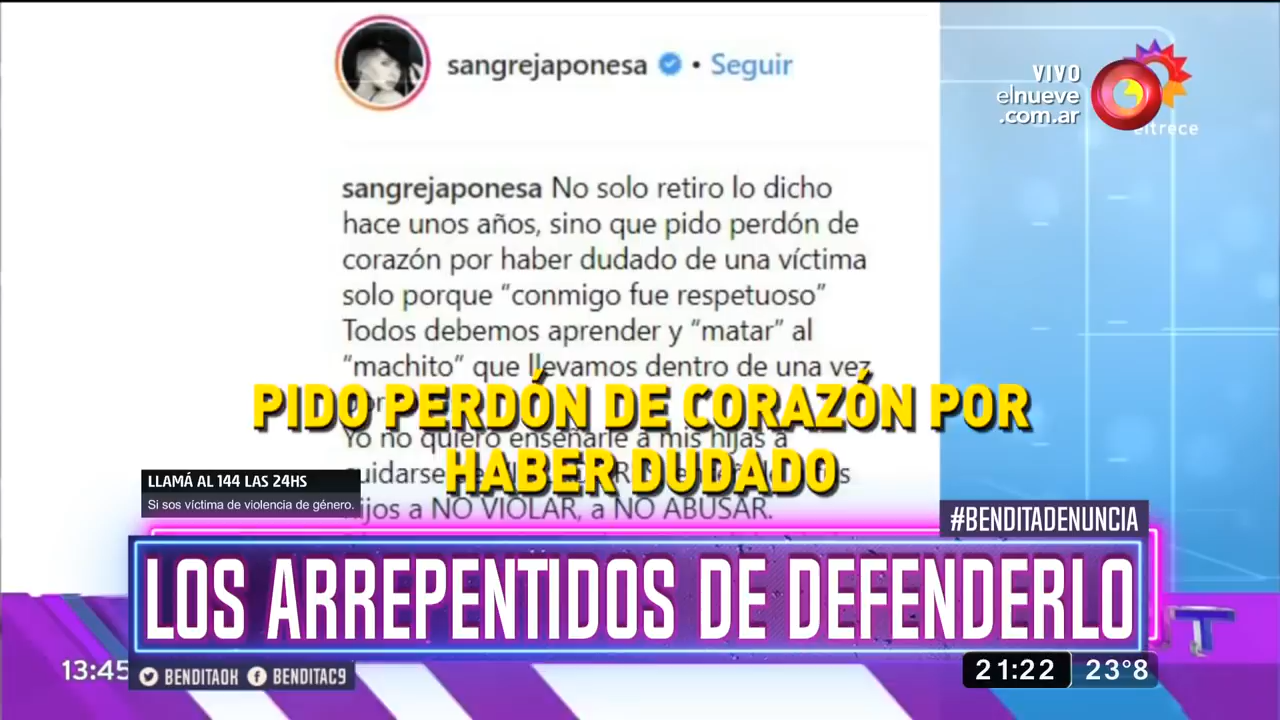 sangrejaponesa • Seguir
VIVO
elnueve
.com.ar
eltrece
sangrejaponesa No solo retiro lo dicho
hace unos años, sino que pido perdón de
corazón por haber dudado de una víctima
solo porque “conmigo fue respetuoso”
Todos debemos aprender y “matar” al
“machito” que llevamos dentro de una vez
PIDO PERDÓN DE CORAZÓN POR
Yo no quiero enseñarle a mis hijas a
HABER DUDADO
hijos a NO VIOLAR, a NO ABUSAR.
LLAMÁ AL 144 LAS 24HS
Si sos víctima de violencia de género.
#BENDITADENUNCIA
LOS ARREPENTIDOS DE DEFENDERLO
13:45
BENDITAOK BENDITAC9
21:22 23°8